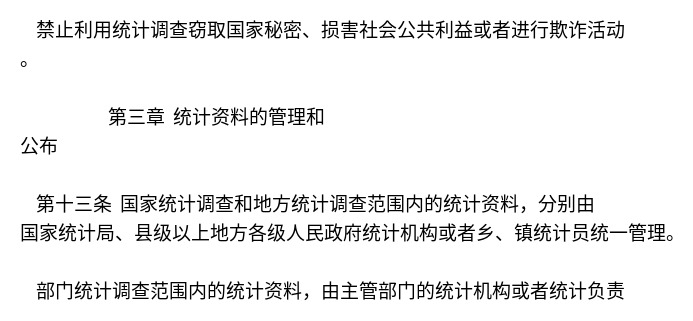 禁止利用统计调查窃取国家秘密、损害社会公共利益或者进行欺诈活动
。
第三章 统计资料的管理和
公布
第十三条 国家统计调查和地方统计调查范围内的统计资料，分别由
国家统计局、县级以上地方各级人民政府统计机构或者乡、镇统计员统一管理。
部门统计调查范围内的统计资料，由主管部门的统计机构或者统计负责